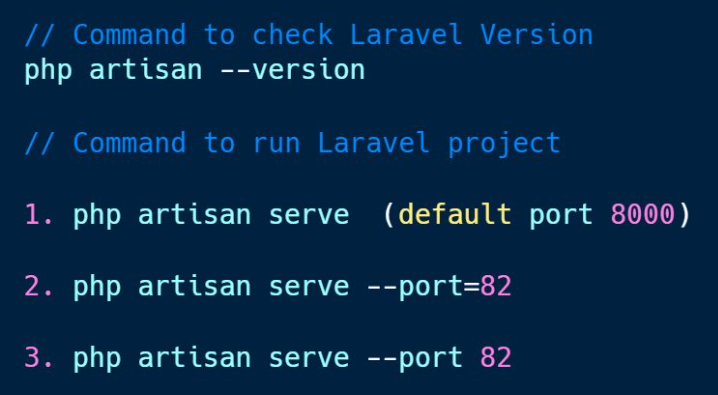 // Command to check Laravel Version
php artisan --version
// Command to run Laravel project
1. php artisan serve  (default port 8000)
2. php artisan serve --port=82
3. php artisan serve --port 82